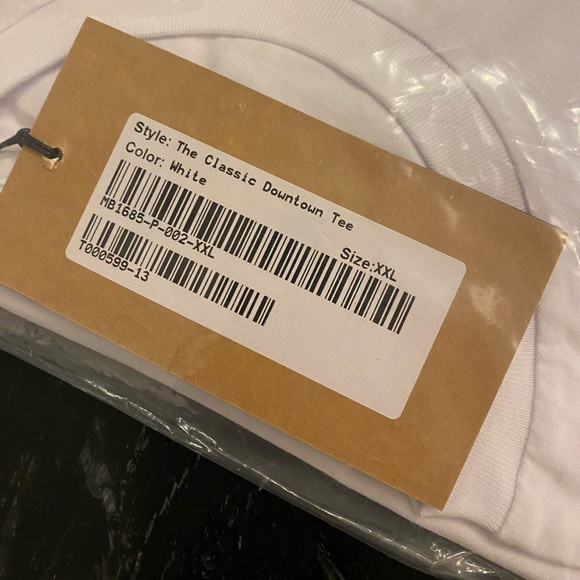 Style: The Classic Downtown Tee
Color: White
Size:XXL
MB1685-P-002-XXL
T000599-13